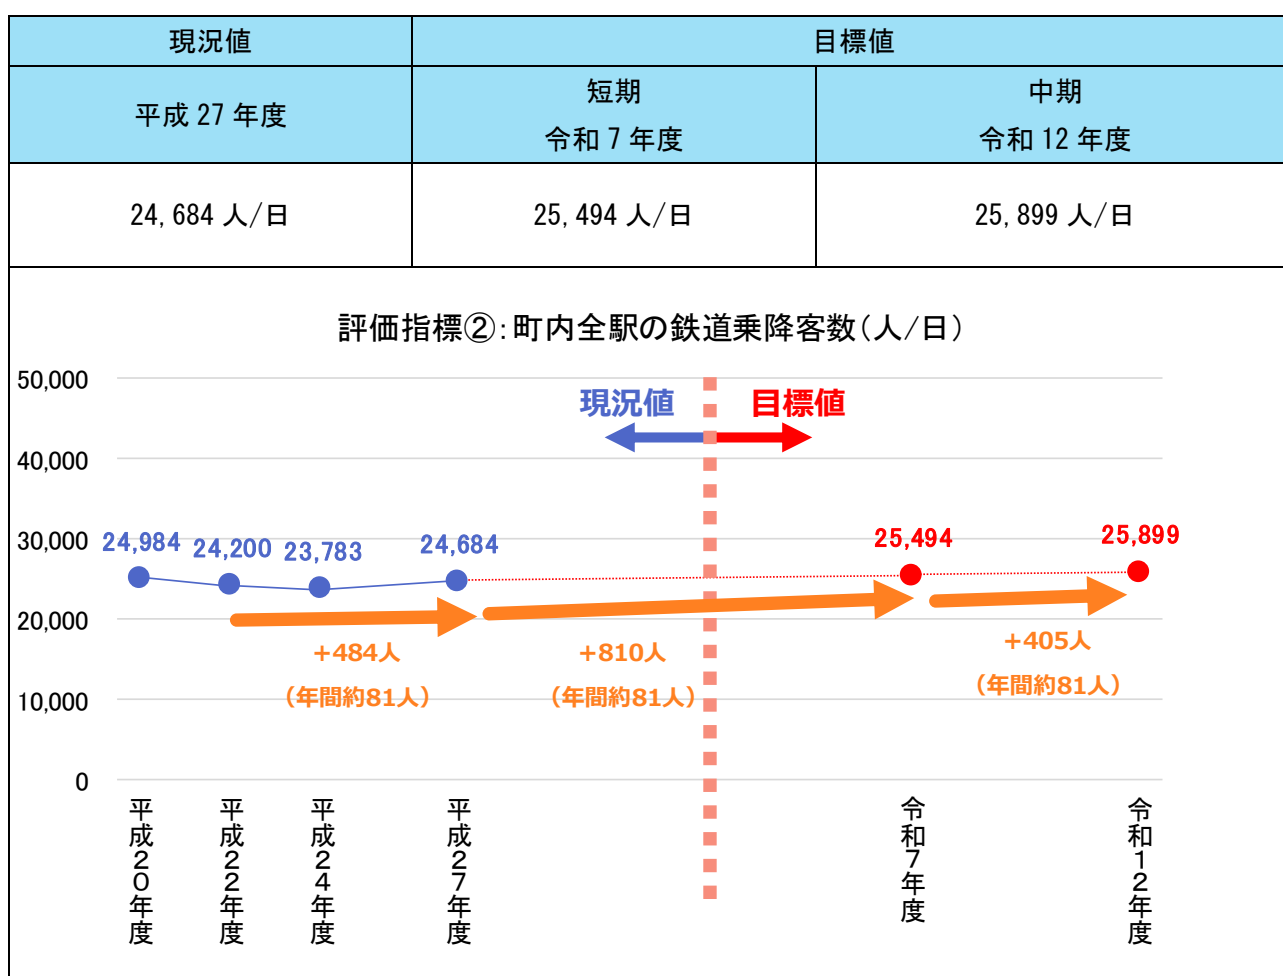 現況値
目標値
平成 27 年度
短期
令和 7 年度
中期
令和 12 年度
24,684 人/日
25,494 人/日
25,899 人/日
評価指標②:町内全駅の鉄道乗降客数(人/日)
50,000
40,000
30,000
20,000
10,000
0
現況値
目標値
24,984
24,200
23,783
24,684
25,494
25,899
+484人
(年間約81人)
+810人
(年間約81人)
+405人
(年間約81人)
平成20年度
平成22年度
平成24年度
平成27年度
令和7年度
令和12年度